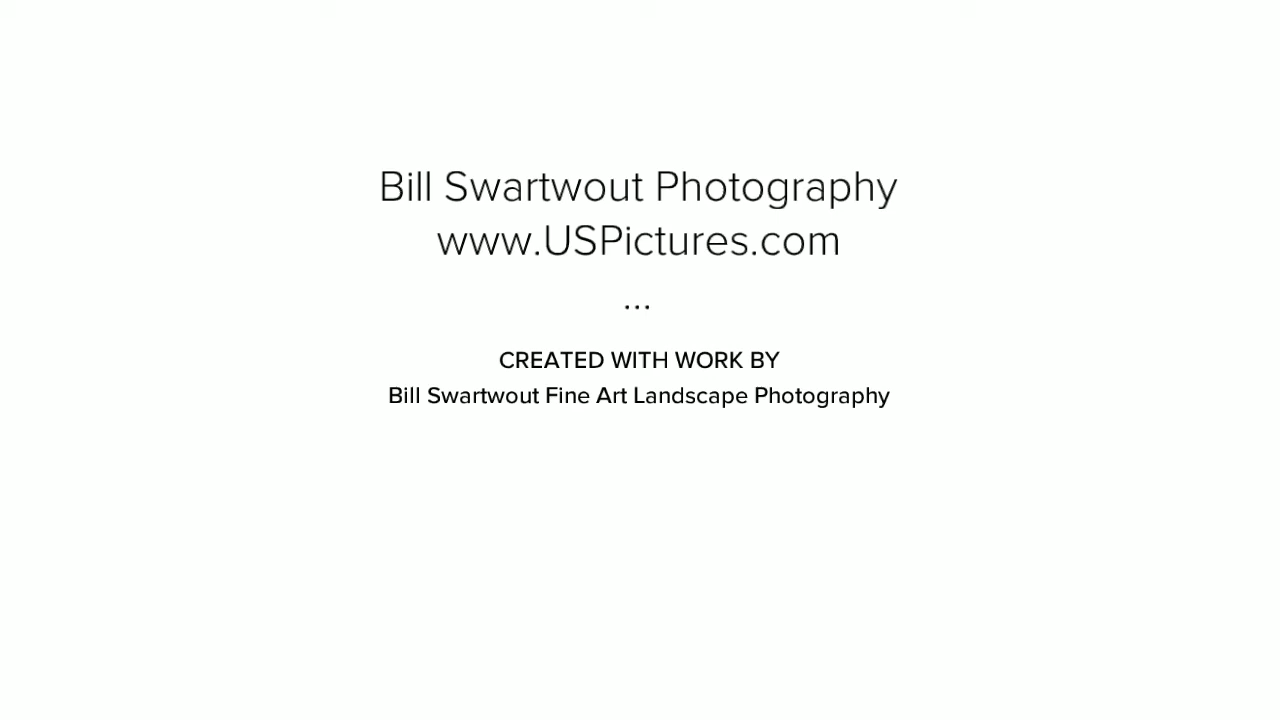 Bill Swartwout Photography
www.USPictures.com
...
CREATED WITH WORK BY
Bill Swartwout Fine Art Landscape Photography